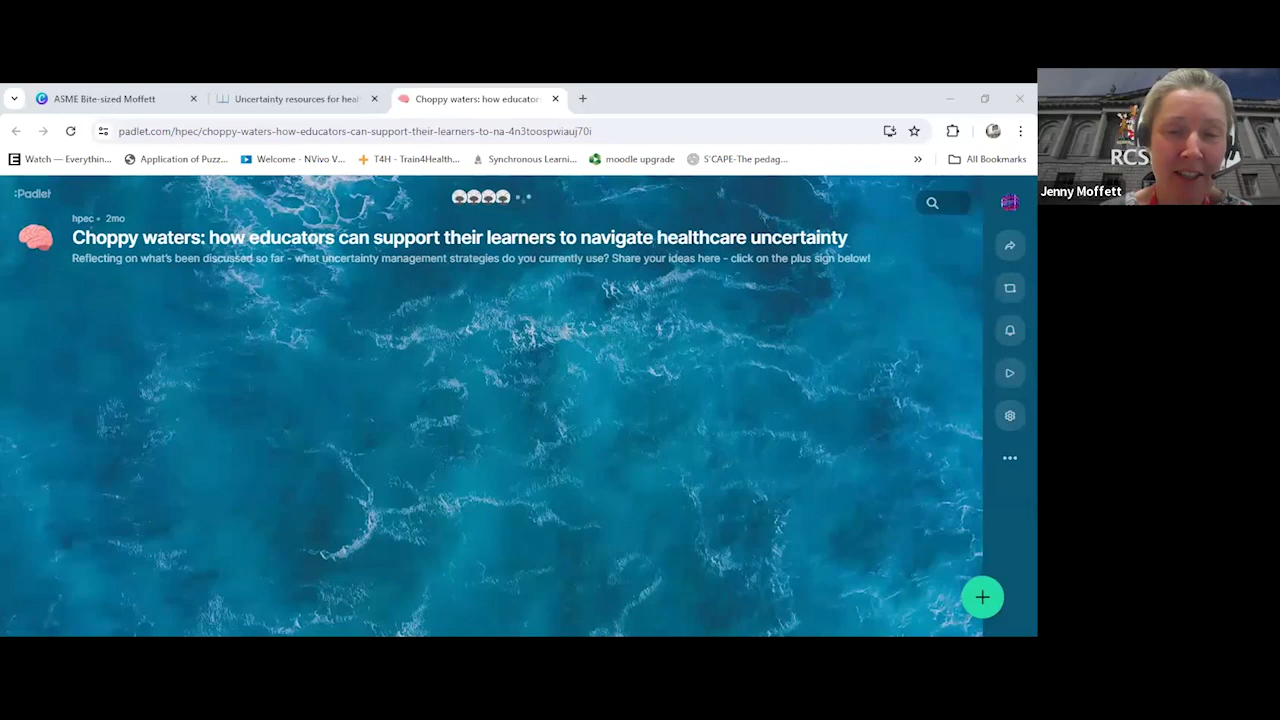 ASME Bite-sized Moffett
Uncertainty resources for heal
Choppy waters: how educator
padlet.com/hpec/choppy-waters-how-educators-can-support-their-learners-to-na-4n3toospwiauj70i
Watch — Everythin...
Application of Puzz...
Welcome - NVivo V...
T4H - Train4Health...
Synchronous Learni...
moodle upgrade
S'CAPE-The pedag...
»
All Bookmarks
:Padlet
hpec • 2mo
Choppy waters: how educators can support their learners to navigate healthcare uncertainty
Reflecting on what's been discussed so far - what uncertainty management strategies do you currently use? Share your ideas here - click on the plus sign below!
RCS
Jenny Moffett